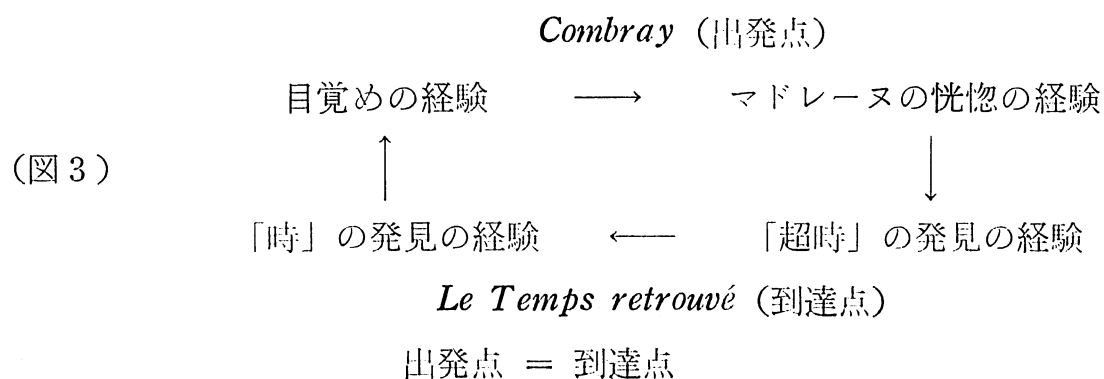 Combray (出発点)
目覚めの経験 ⟶ マドレーヌの恍惚の経験
(図3) ↑ ↓
「時」の発見の経験 ⟵ 「超時」の発見の経験
Le Temps retrouvé (到達点)
出発点 = 到達点